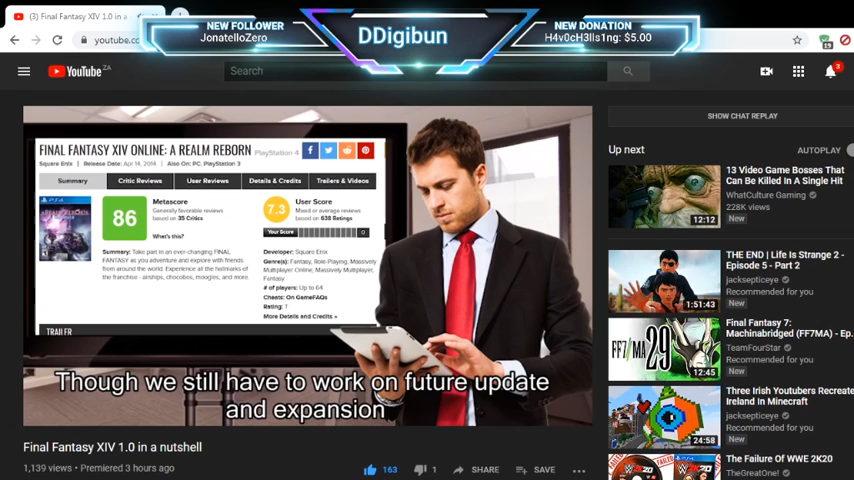 (3) Final Fantasy XIV 1.0 in a n
NEW FOLLOWER
JonatelloZero
DDigibun
NEW DONATION
H4v0cH3lls1ng: $5.00
youtube.co
19
YouTube ZA
Search
3
FINAL FANTASY XIV ONLINE: A REALM REBORN PlayStation 4
Square Enix | Release Date: Apr 14, 2014 | Also On: PC, PlayStation 3
Summary Critic Reviews User Reviews Details & Credits Trailers & Videos
86
Metascore
Generally favorable reviews
based on 35 Critics
What's this?
7.3
User Score
Mixed or average reviews
based on 638 Ratings
Your Score 0
Summary: Take part in an ever-changing FINAL
FANTASY as you adventure and explore with friends
from around the world. Experience all the hallmarks of
the franchise - airships, chocobos, moogles, and more.
Developer: Square Enix
Genre(s): Fantasy, Role-Playing, Massively
Multiplayer Online, Massively Multiplayer,
Fantasy
# of players: Up to 64
Cheats: On GameFAQs
Rating: T
More Details and Credits »
TRAILER
Though we still have to work on future update
and expansion
Final Fantasy XIV 1.0 in a nutshell
1,139 views • Premiered 3 hours ago
163
1
SHARE
SAVE
SHOW CHAT REPLAY
Up next
AUTOPLAY
12:12
13 Video Game Bosses That
Can Be Killed In A Single Hit
WhatCulture Gaming
228K views
New
1:51:43
THE END | Life Is Strange 2 -
Episode 5 - Part 2
jacksepticeye
Recommended for you
New
FF7/MA 29
12:45
Final Fantasy 7:
Machinabridged (FF7MA) - Ep.
TeamFourStar
Recommended for you
New
24:58
Three Irish Youtubers Recreate
Ireland In Minecraft
jacksepticeye
Recommended for you
New
2K20
The Failure Of WWE 2K20
TheGreatOne!